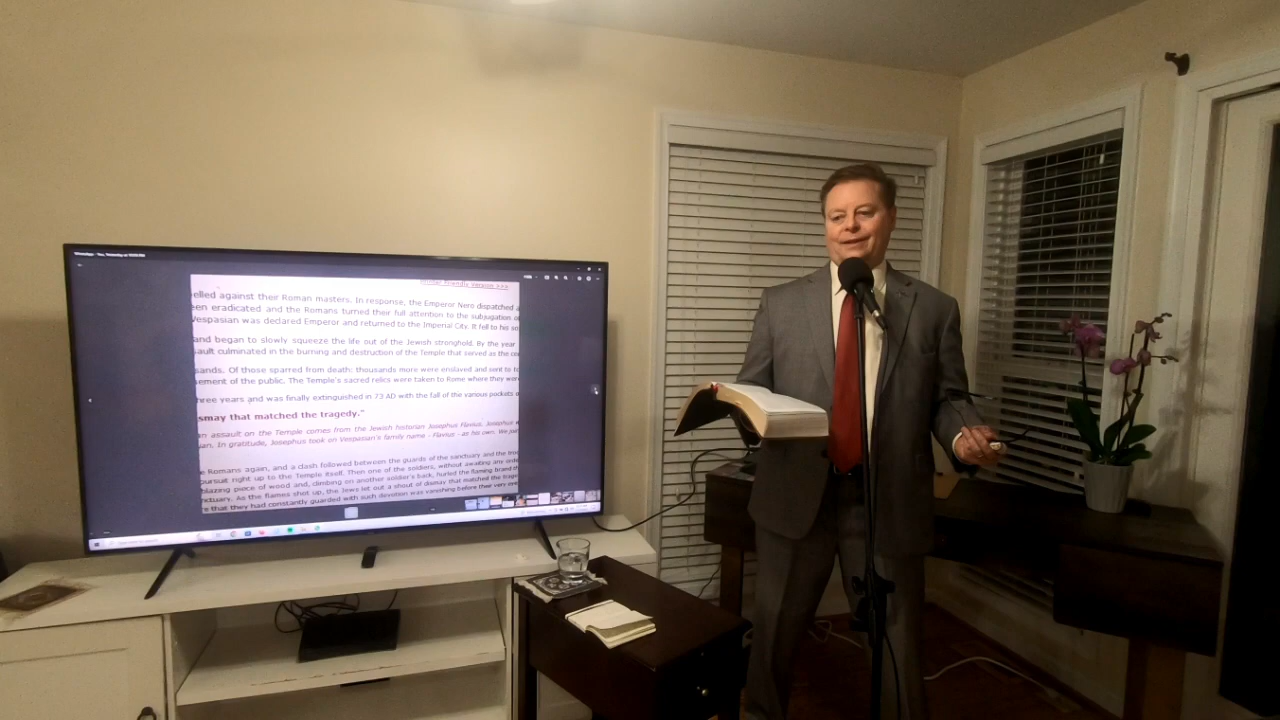 Printer Friendly Version >>>
elled against their Roman masters. In response, the Emperor Nero dispatched
en eradicated and the Romans turned their full attention to the subjugation of
Vespasian was declared Emperor and returned to the Imperial City. It fell to his
and began to slowly squeeze the life out of the Jewish stronghold. By the year
ault culminated in the burning and destruction of the Temple that served as the
sands. Of those sparred from death: thousands more were enslaved and sent to
sement of the public. The Temple's sacred relics were taken to Rome where they were
hree years and was finally extinguished in 73 AD with the fall of the various pockets
smay that matched the tragedy."
an assault on the Temple comes from the Jewish historian Josephus Flavius. Josephus
ian. In gratitude, Josephus took on Vespasian's family name - Flavius - as his own. We
e Romans again, and a clash followed between the guards of the sanctuary and the
pursuit right up to the Temple itself. Then one of the soldiers, without awaiting any
blazing piece of wood and, climbing on another soldier's back, hurled the flaming brand
nctuary. As the flames shot up, the Jews let out a shout of dismay that matched the
rs that they had constantly guarded with such devotion was vanishing before their very